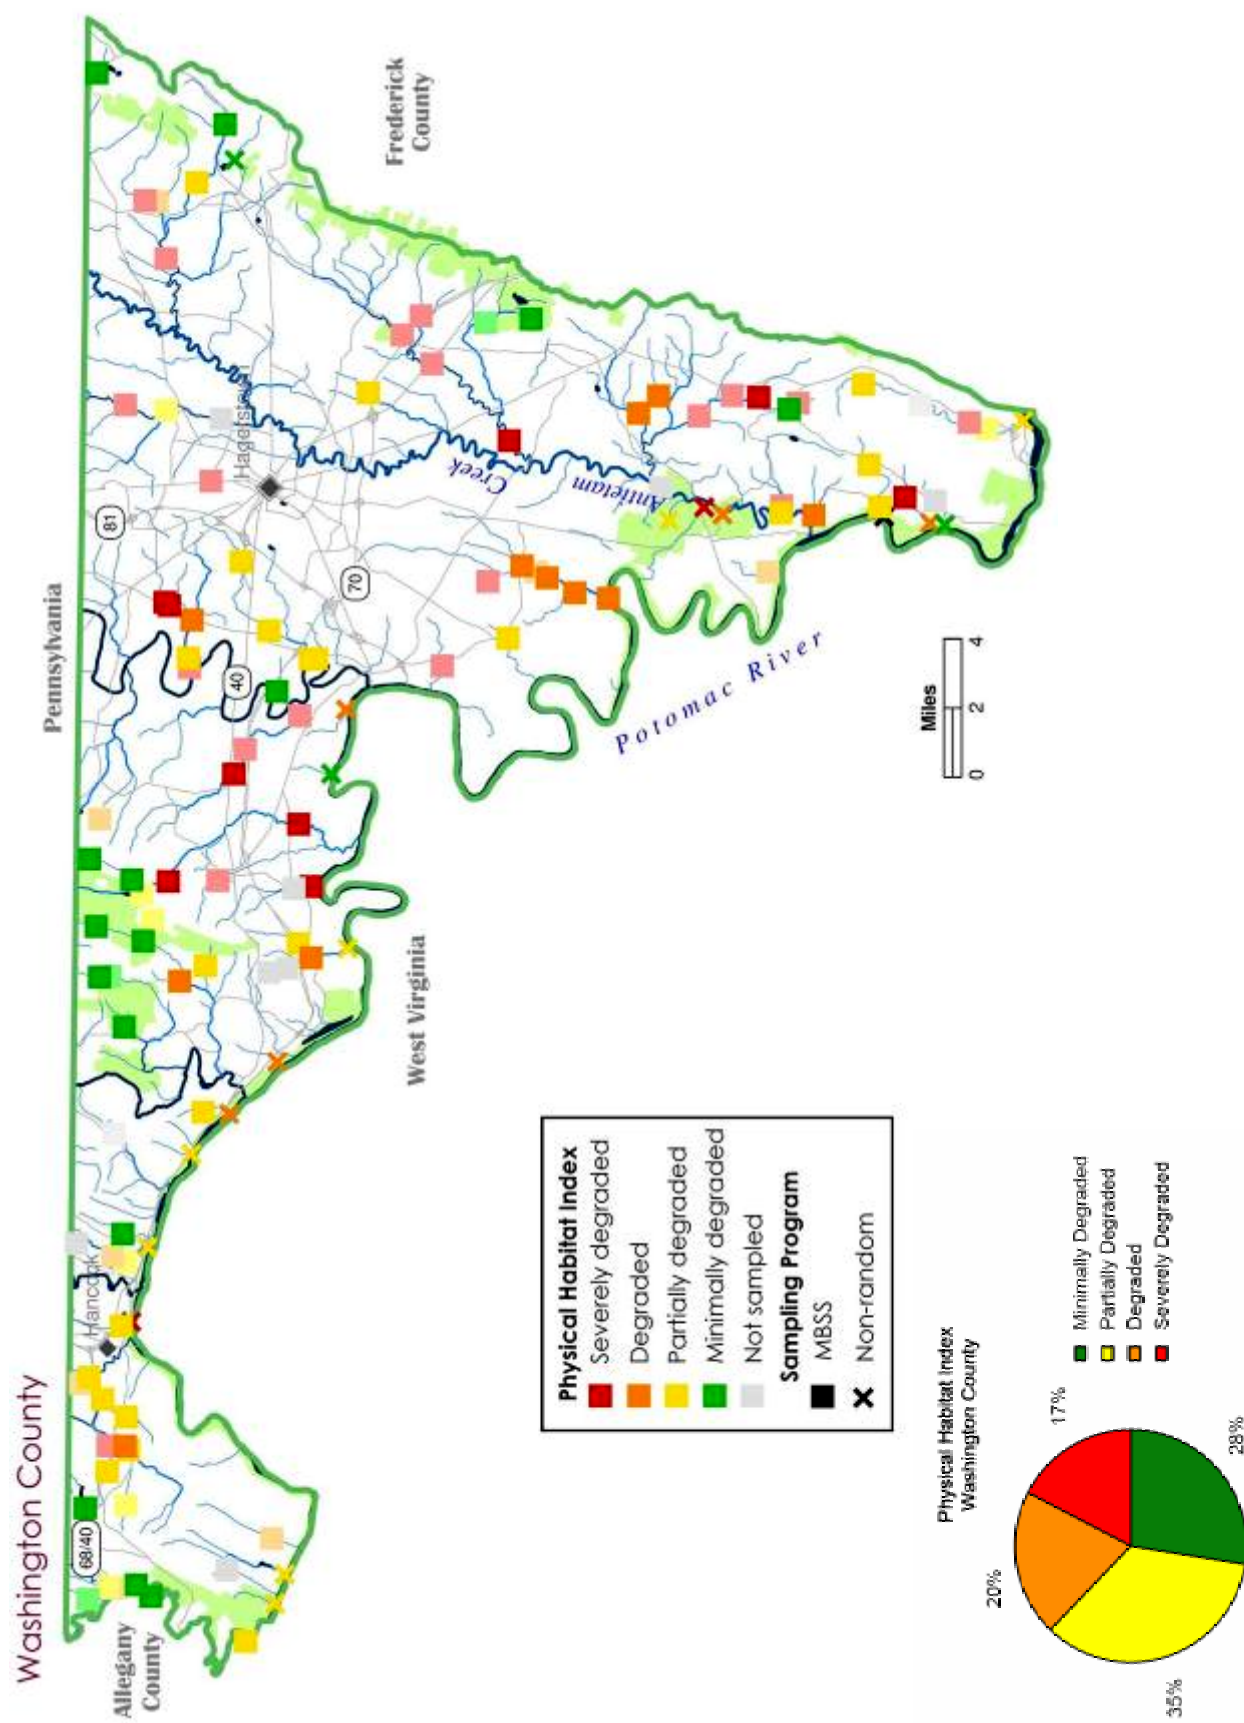 Washington County
Pennsylvania
Allegany
County
68/40
Hancock
40
81
70
Hagerstown
Frederick
County
Antietam
Creek
West Virginia
Potomac River
Miles
0 2 4
Physical Habitat Index
Severely degraded
Degraded
Partially degraded
Minimally degraded
Not sampled
Sampling Program
MBSS
Non-random
Physical Habitat Index
Washington County
20%
17%
35%
28%
Minimally Degraded
Partially Degraded
Degraded
Severely Degraded